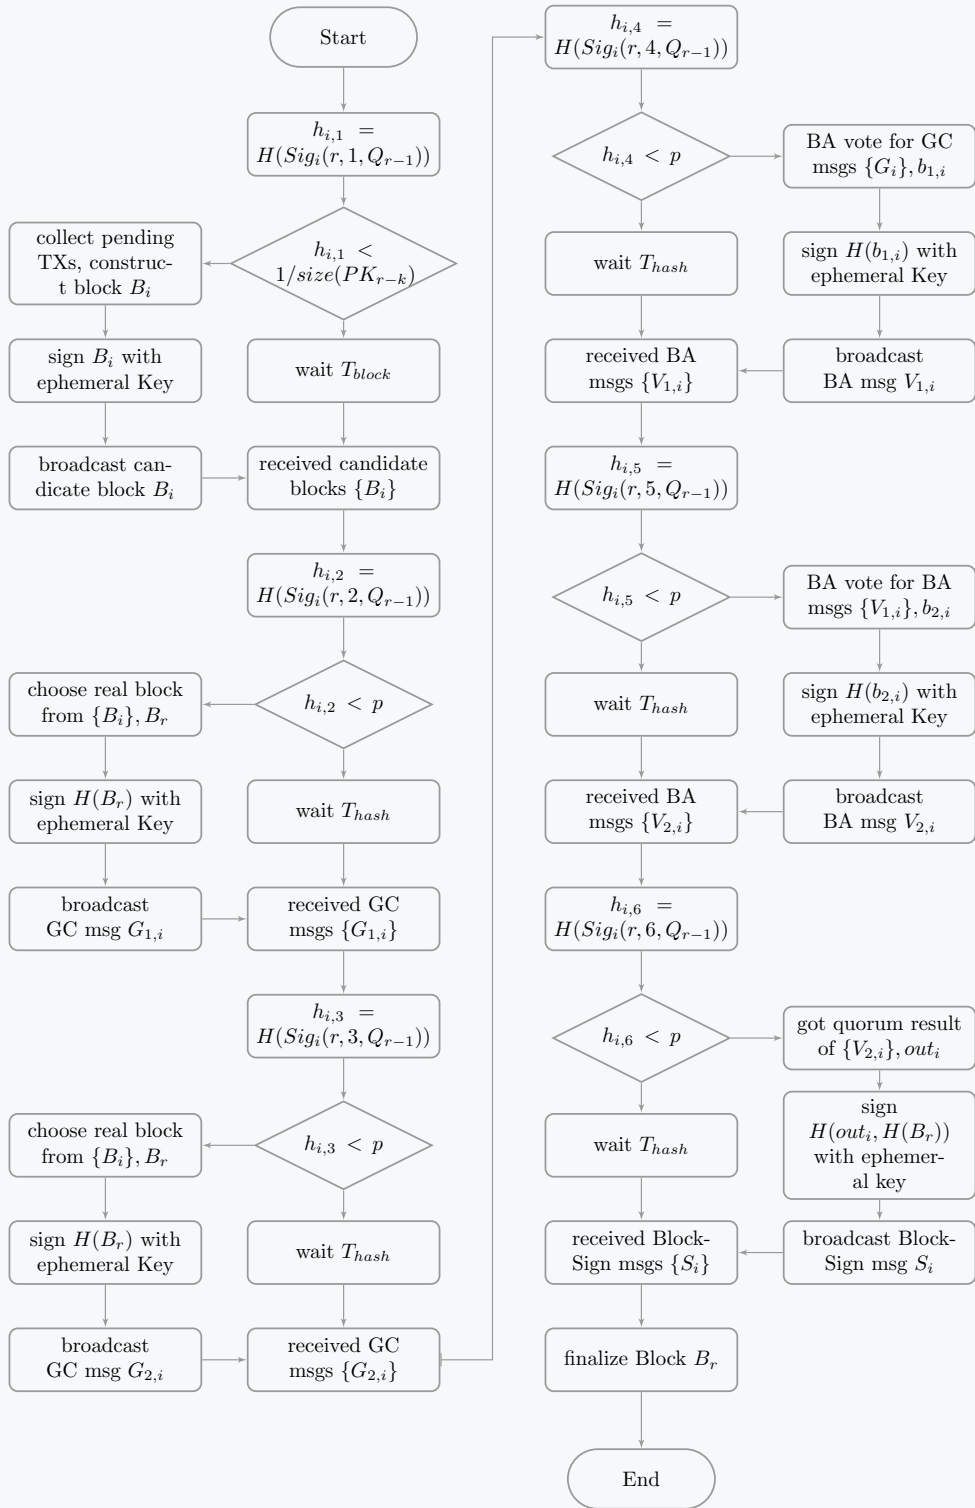 Start
h_{i,1} =
H(Sig_i(r, 1, Q_{r−1}))
h_{i,1} <
1/size(PK_{r−k})
collect pending
TXs, construc-
t block B_i
sign B_i with
ephemeral Key
wait T_{block}
broadcast can-
dicate block B_i
received candidate
blocks {B_i}
h_{i,2} =
H(Sig_i(r, 2, Q_{r−1}))
h_{i,2} < p
choose real block
from {B_i}, B_r
sign H(B_r) with
ephemeral Key
wait T_{hash}
broadcast
GC msg G_{1,i}
received GC
msgs {G_{1,i}}
h_{i,3} =
H(Sig_i(r, 3, Q_{r−1}))
h_{i,3} < p
choose real block
from {B_i}, B_r
sign H(B_r) with
ephemeral Key
wait T_{hash}
broadcast
GC msg G_{2,i}
received GC
msgs {G_{2,i}}
h_{i,4} =
H(Sig_i(r, 4, Q_{r−1}))
h_{i,4} < p
BA vote for GC
msgs {G_i}, b_{1,i}
wait T_{hash}
sign H(b_{1,i}) with
ephemeral Key
received BA
msgs {V_{1,i}}
broadcast
BA msg V_{1,i}
h_{i,5} =
H(Sig_i(r, 5, Q_{r−1}))
h_{i,5} < p
BA vote for BA
msgs {V_{1,i}}, b_{2,i}
wait T_{hash}
sign H(b_{2,i}) with
ephemeral Key
received BA
msgs {V_{2,i}}
broadcast
BA msg V_{2,i}
h_{i,6} =
H(Sig_i(r, 6, Q_{r−1}))
h_{i,6} < p
got quorum result
of {V_{2,i}}, out_i
wait T_{hash}
sign
H(out_i, H(B_r))
with ephemer-
al key
received Block-
Sign msgs {S_i}
broadcast Block-
Sign msg S_i
finalize Block B_r
End